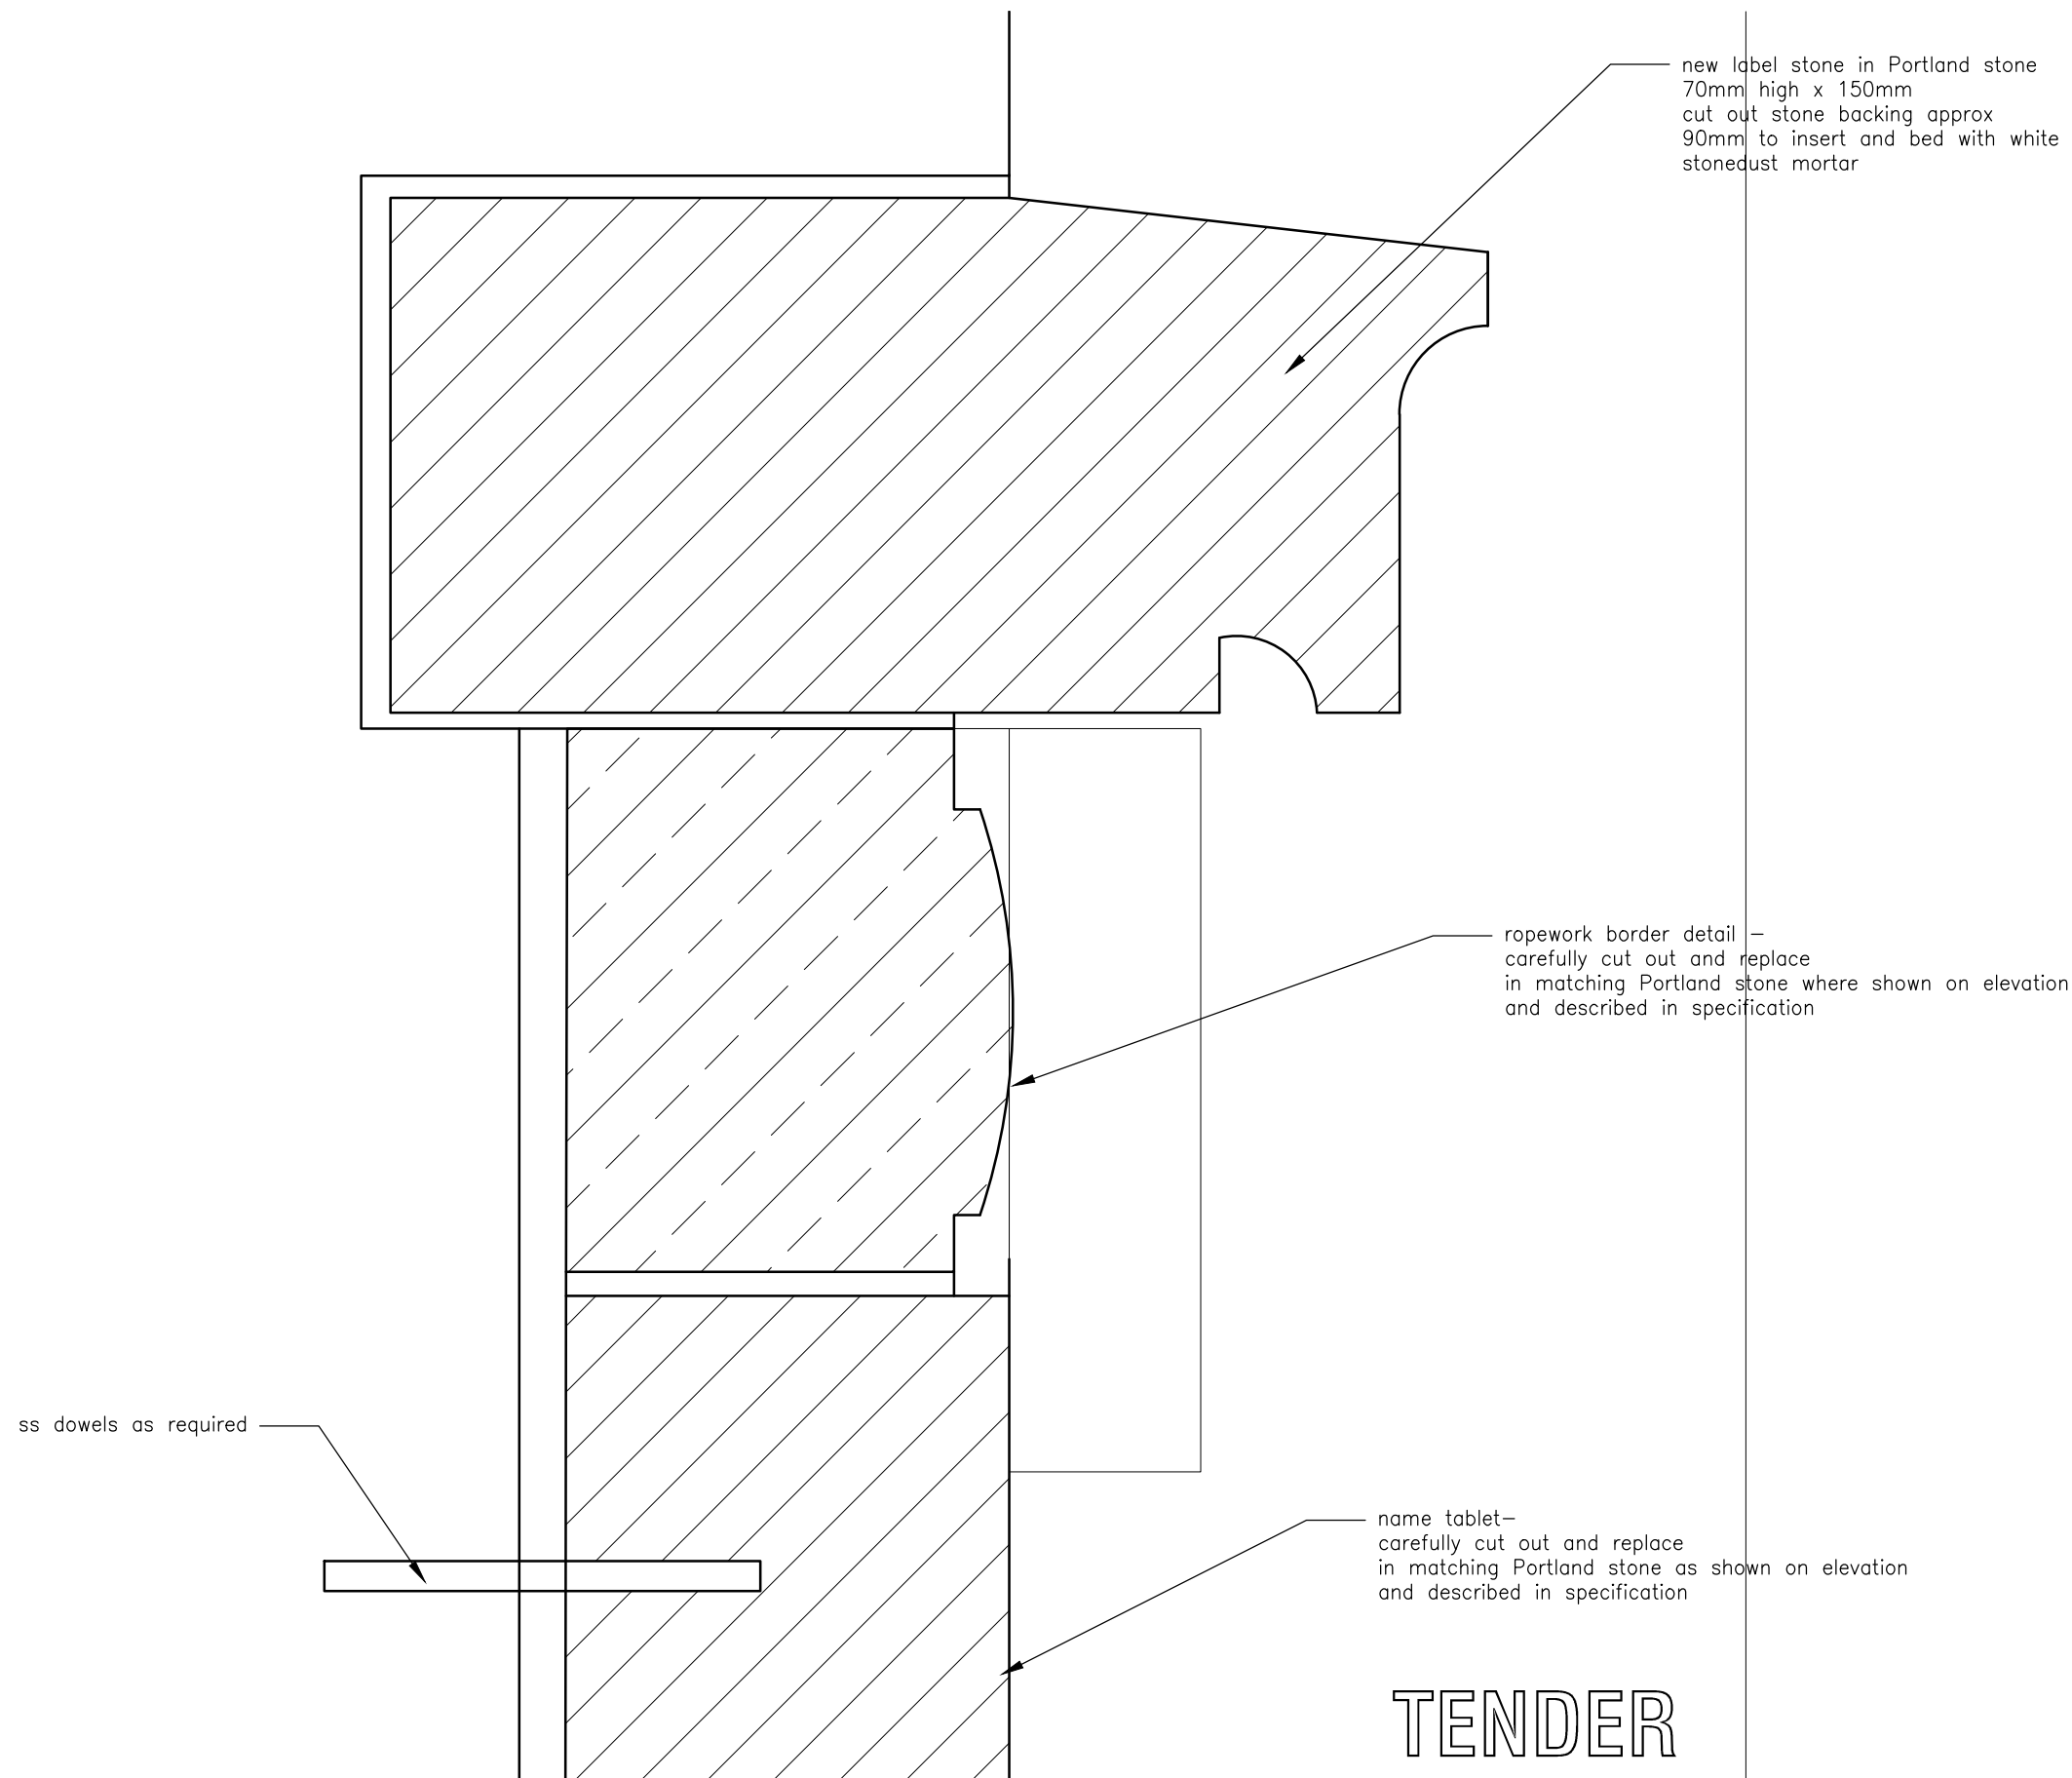 new label stone in Portland stone
70mm high x 150mm
cut out stone backing approx
90mm to insert and bed with white
stonedust mortar
ropework border detail –
carefully cut out and replace
in matching Portland stone where shown on elevation
and described in specification
ss dowels as required
name tablet–
carefully cut out and replace
in matching Portland stone as shown on elevation
and described in specification
TENDER